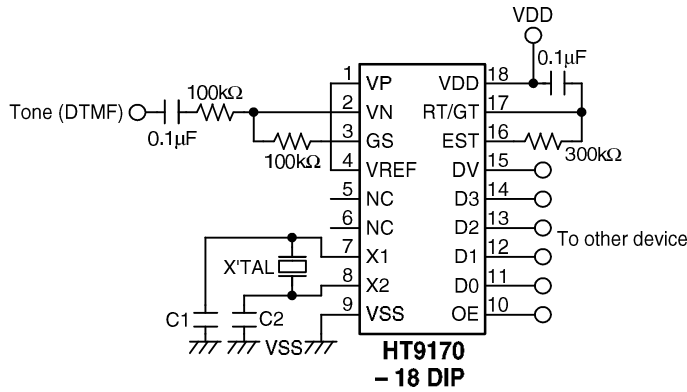 VDD
0.1µF
100kΩ
Tone (DTMF)
0.1µF
100kΩ
1 VP VDD 18
2 VN RT/GT 17
3 GS EST 16
300kΩ
4 VREF DV 15
5 NC D3 14
6 NC D2 13
To other device
7 X1 D1 12
X'TAL
8 X2 D0 11
9 VSS OE 10
C1 C2
VSS
HT9170
– 18 DIP